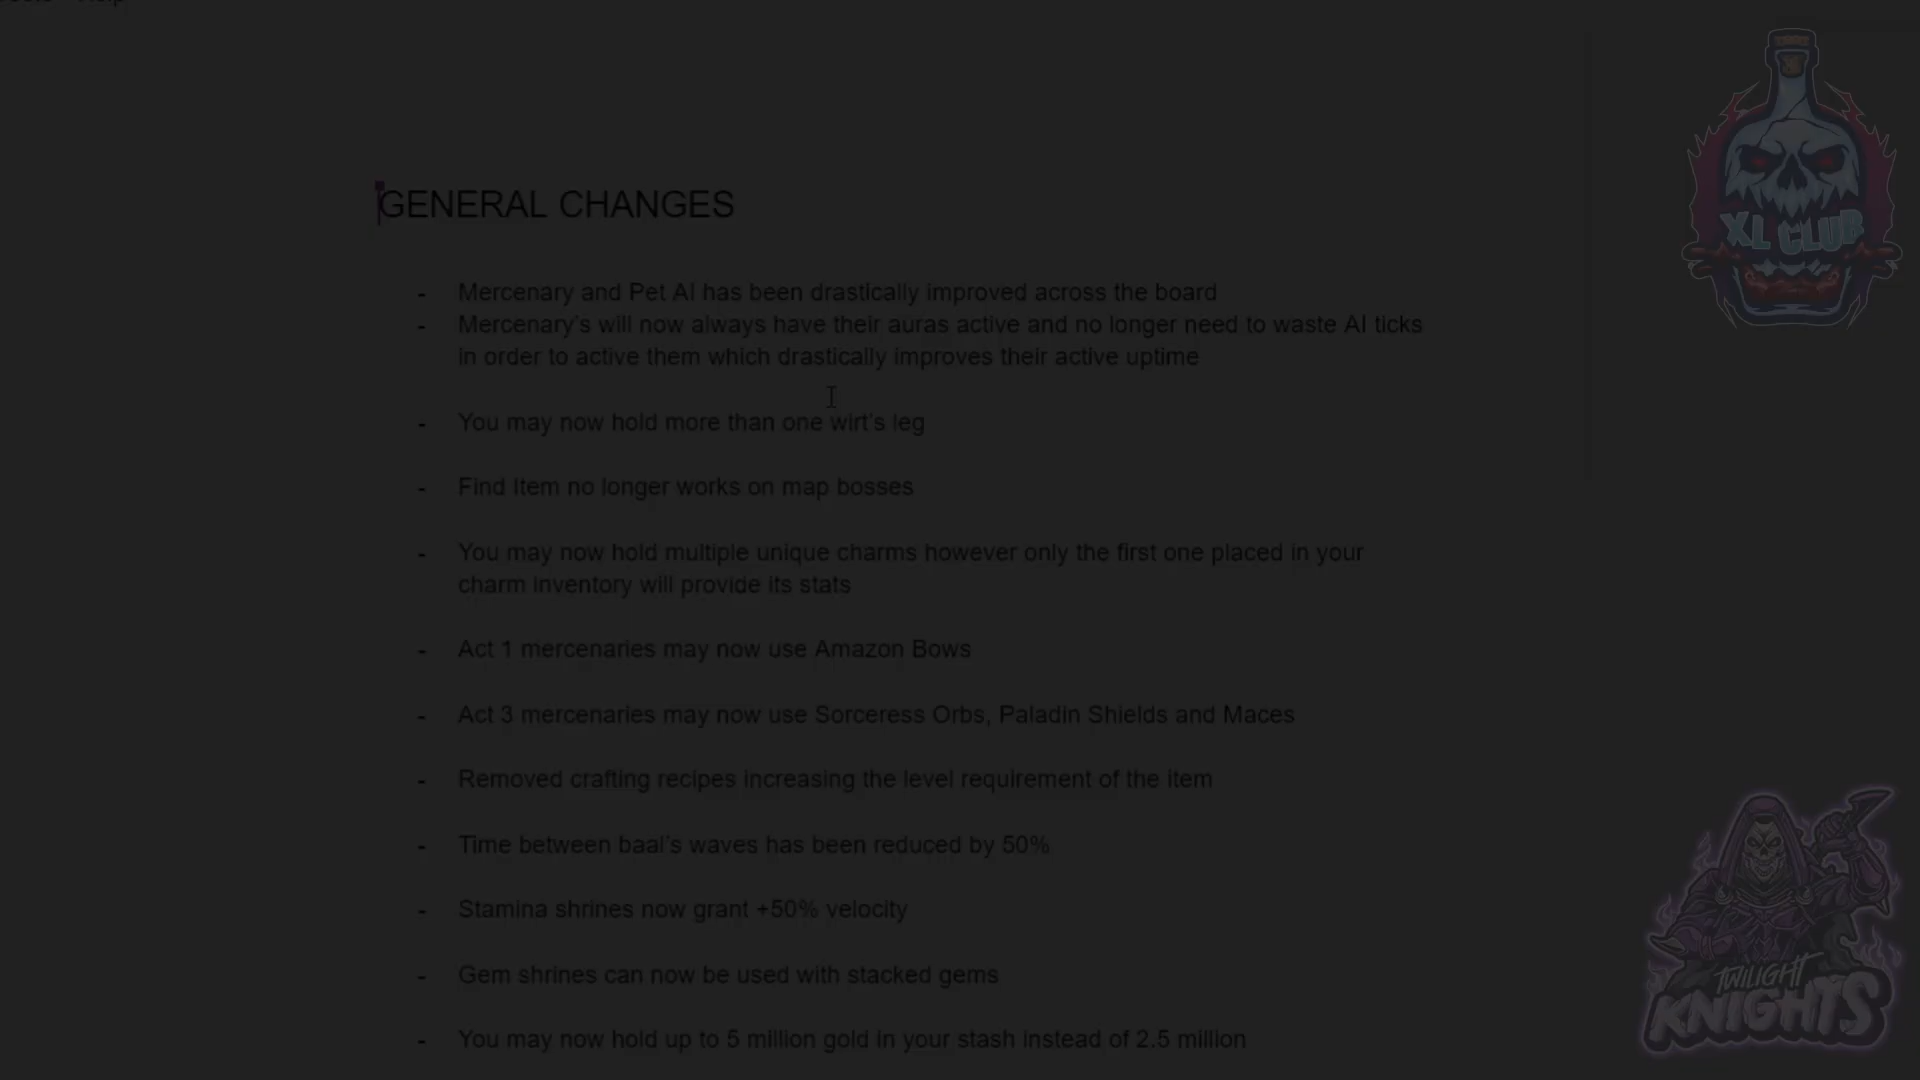 Help
GENERAL CHANGES
- Mercenary and Pet AI has been drastically improved across the board
- Mercenary's will now always have their auras active and no longer need to waste AI ticks
in order to active them which drastically improves their active uptime
- You may now hold more than one wirt's leg
- Find Item no longer works on map bosses
- You may now hold multiple unique charms however only the first one placed in your
charm inventory will provide its stats
- Act 1 mercenaries may now use Amazon Bows
- Act 3 mercenaries may now use Sorceress Orbs, Paladin Shields and Maces
- Removed crafting recipes increasing the level requirement of the item
- Time between baal's waves has been reduced by 50%
- Stamina shrines now grant +50% velocity
- Gem shrines can now be used with stacked gems
- You may now hold up to 5 million gold in your stash instead of 2.5 million
XL CLUB
TWILIGHT
KNIGHTS